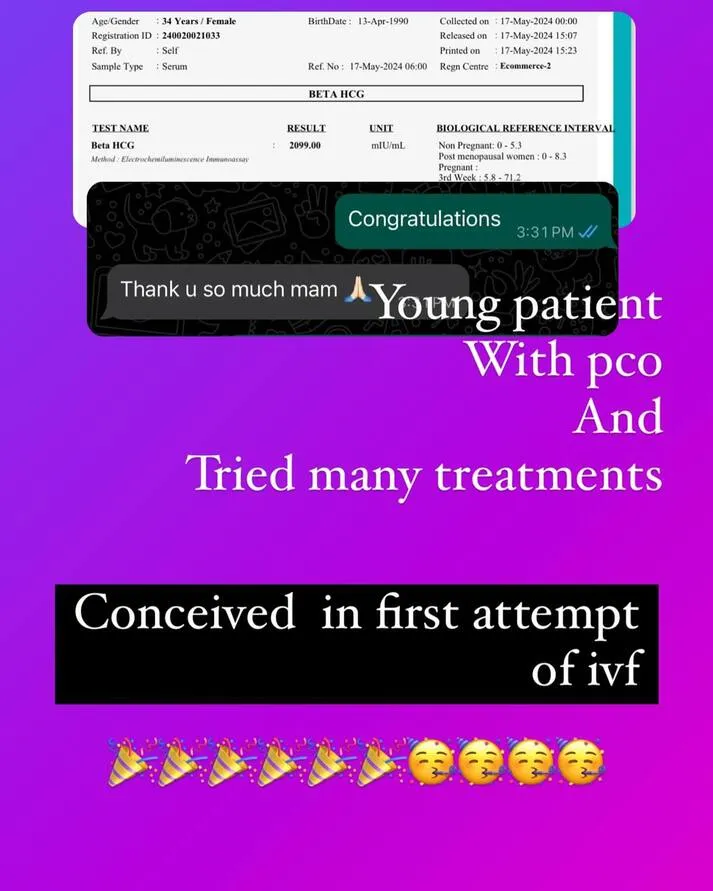 Age/Gender : 34 Years / Female BirthDate : 13-Apr-1990 Collected on : 17-May-2024 00:00
Registration ID : 240020021033 Released on : 17-May-2024 15:07
Ref. By : Self Printed on : 17-May-2024 15:23
Sample Type : Serum Ref. No : 17-May-2024 06:00 Regn Centre : Ecommerce-2
BETA HCG
TEST NAME RESULT UNIT BIOLOGICAL REFERENCE INTERVAL
Beta HCG : 2099.00 mIU/mL Non Pregnant: 0 - 5.3
Method : Electrochemiluminescence Immunoassay Post menopausal women : 0 - 8.3
Pregnant :
3rd Week : 5.8 - 71.2
Congratulations 3:31 PM
Thank u so much mam 🙏🏻
Young patient
With pco
And
Tried many treatments
Conceived in first attempt
of ivf
🎉🎉🎉🎉🎉🎉🥳🥳🥳🥳